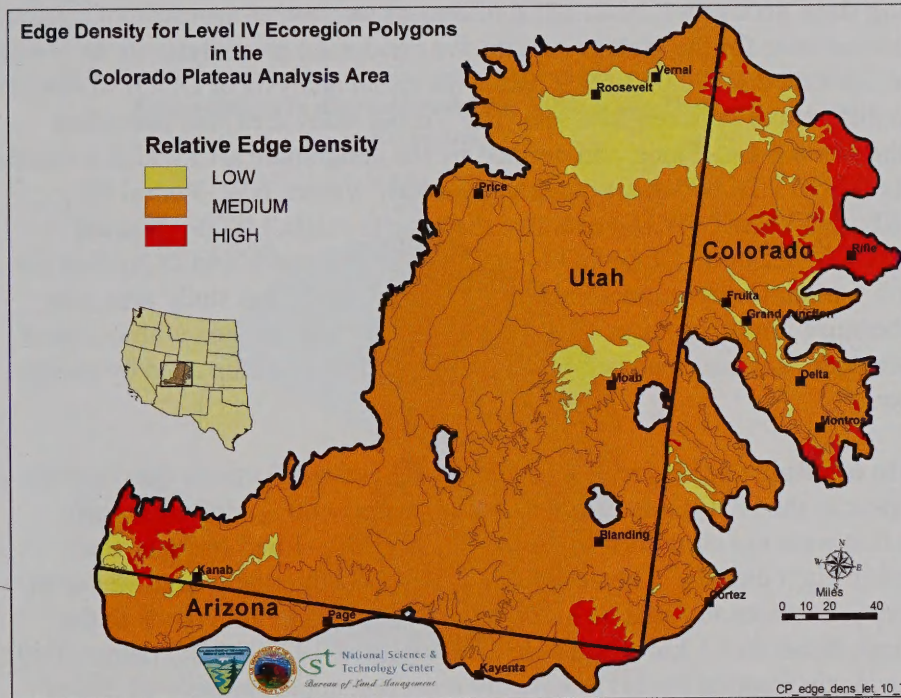 Edge Density for Level IV Ecoregion Polygons
in the
Colorado Plateau Analysis Area
Relative Edge Density
LOW
MEDIUM
HIGH
Vernal
Roosevelt
Price
Colorado
Rifle
Utah
Fruita
Grand Junction
Moab
Delta
Montros
Blanding
Kanab
Cortez
Arizona
Page
Kayenta
N
W E
S
Miles
0 10 20 40
National Science &
Technology Center
Bureau of Land Management
CP_edge_dens_let_10_